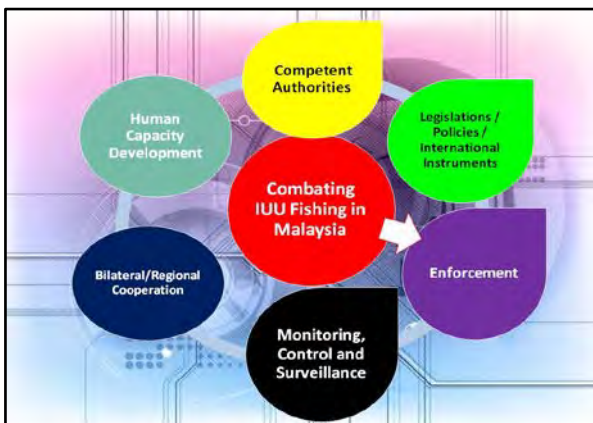 Competent
Authorities
Legislations /
Policies /
International
Instruments
Human
Capacity
Development
Combating
IUU Fishing in
Malaysia
Enforcement
Bilateral/Regional
Cooperation
Monitoring,
Control and
Surveillance